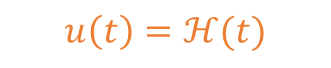 𝑢(𝑡) = ℋ(𝑡)